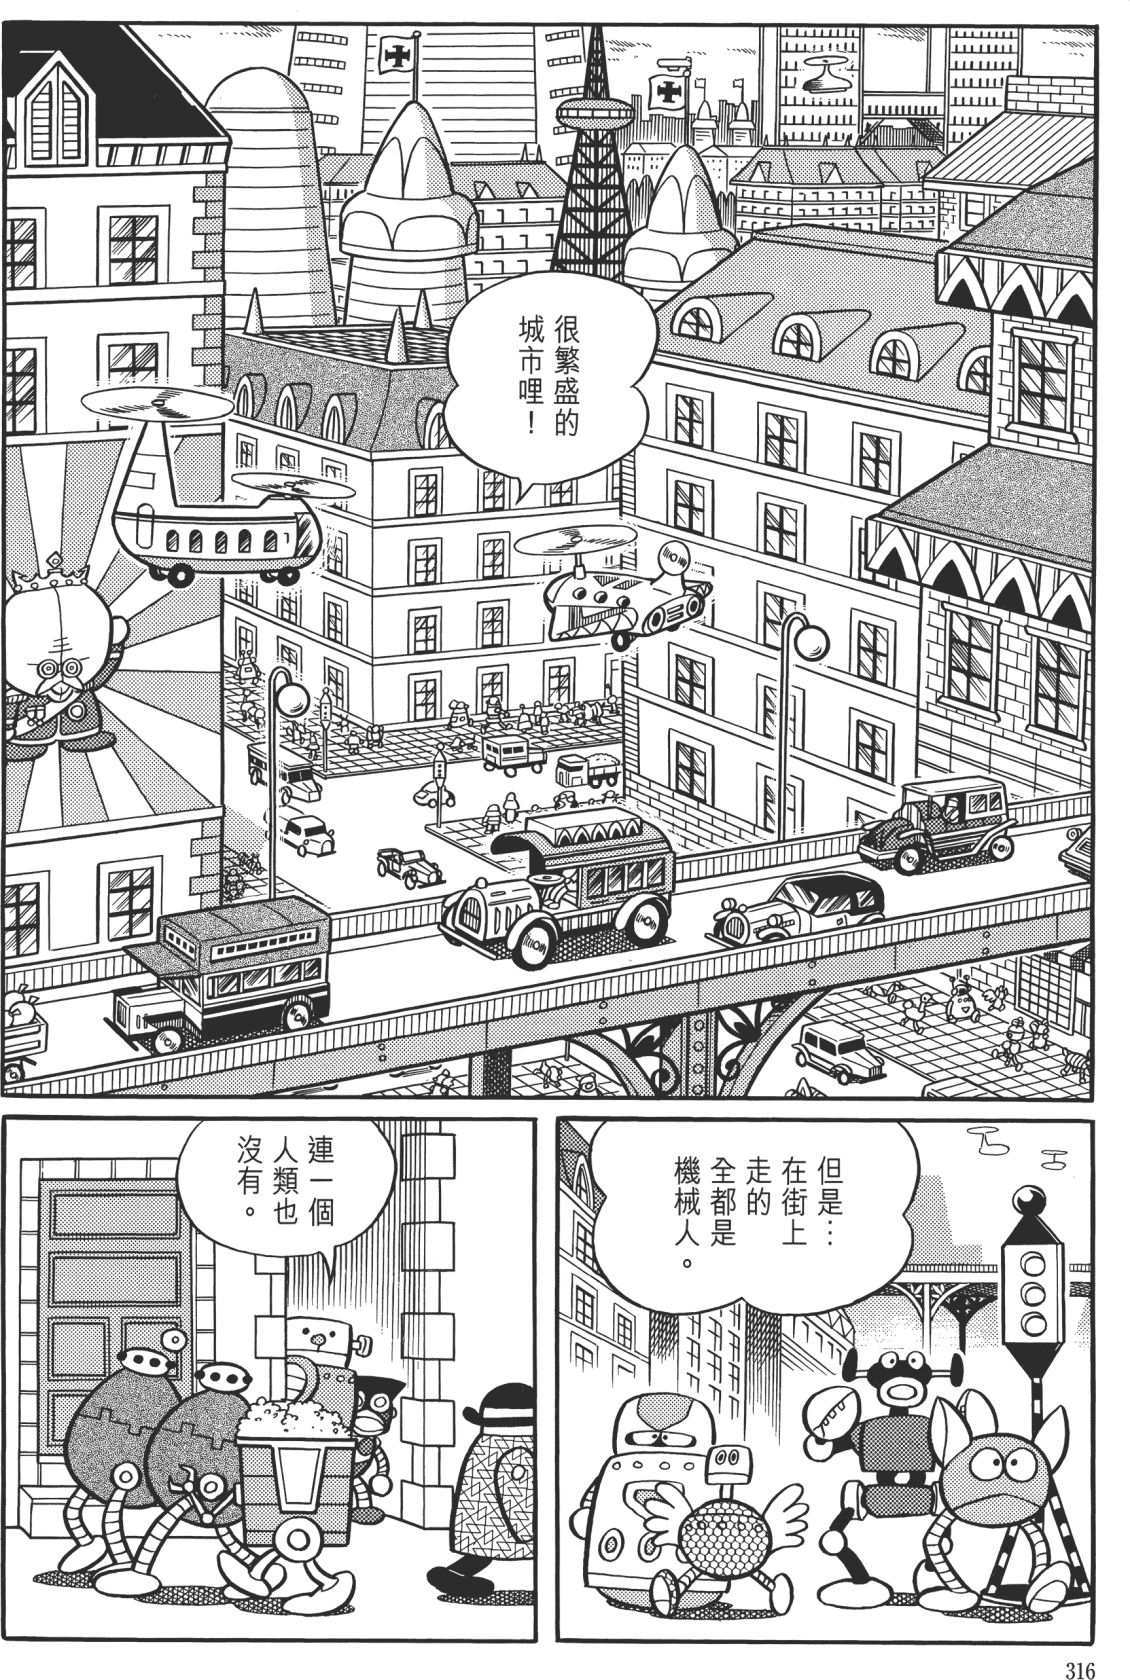 很繁盛的
城市哩！
但是…
在街上
走的
全都是
機械人。
連一個
人類也
沒有。
316